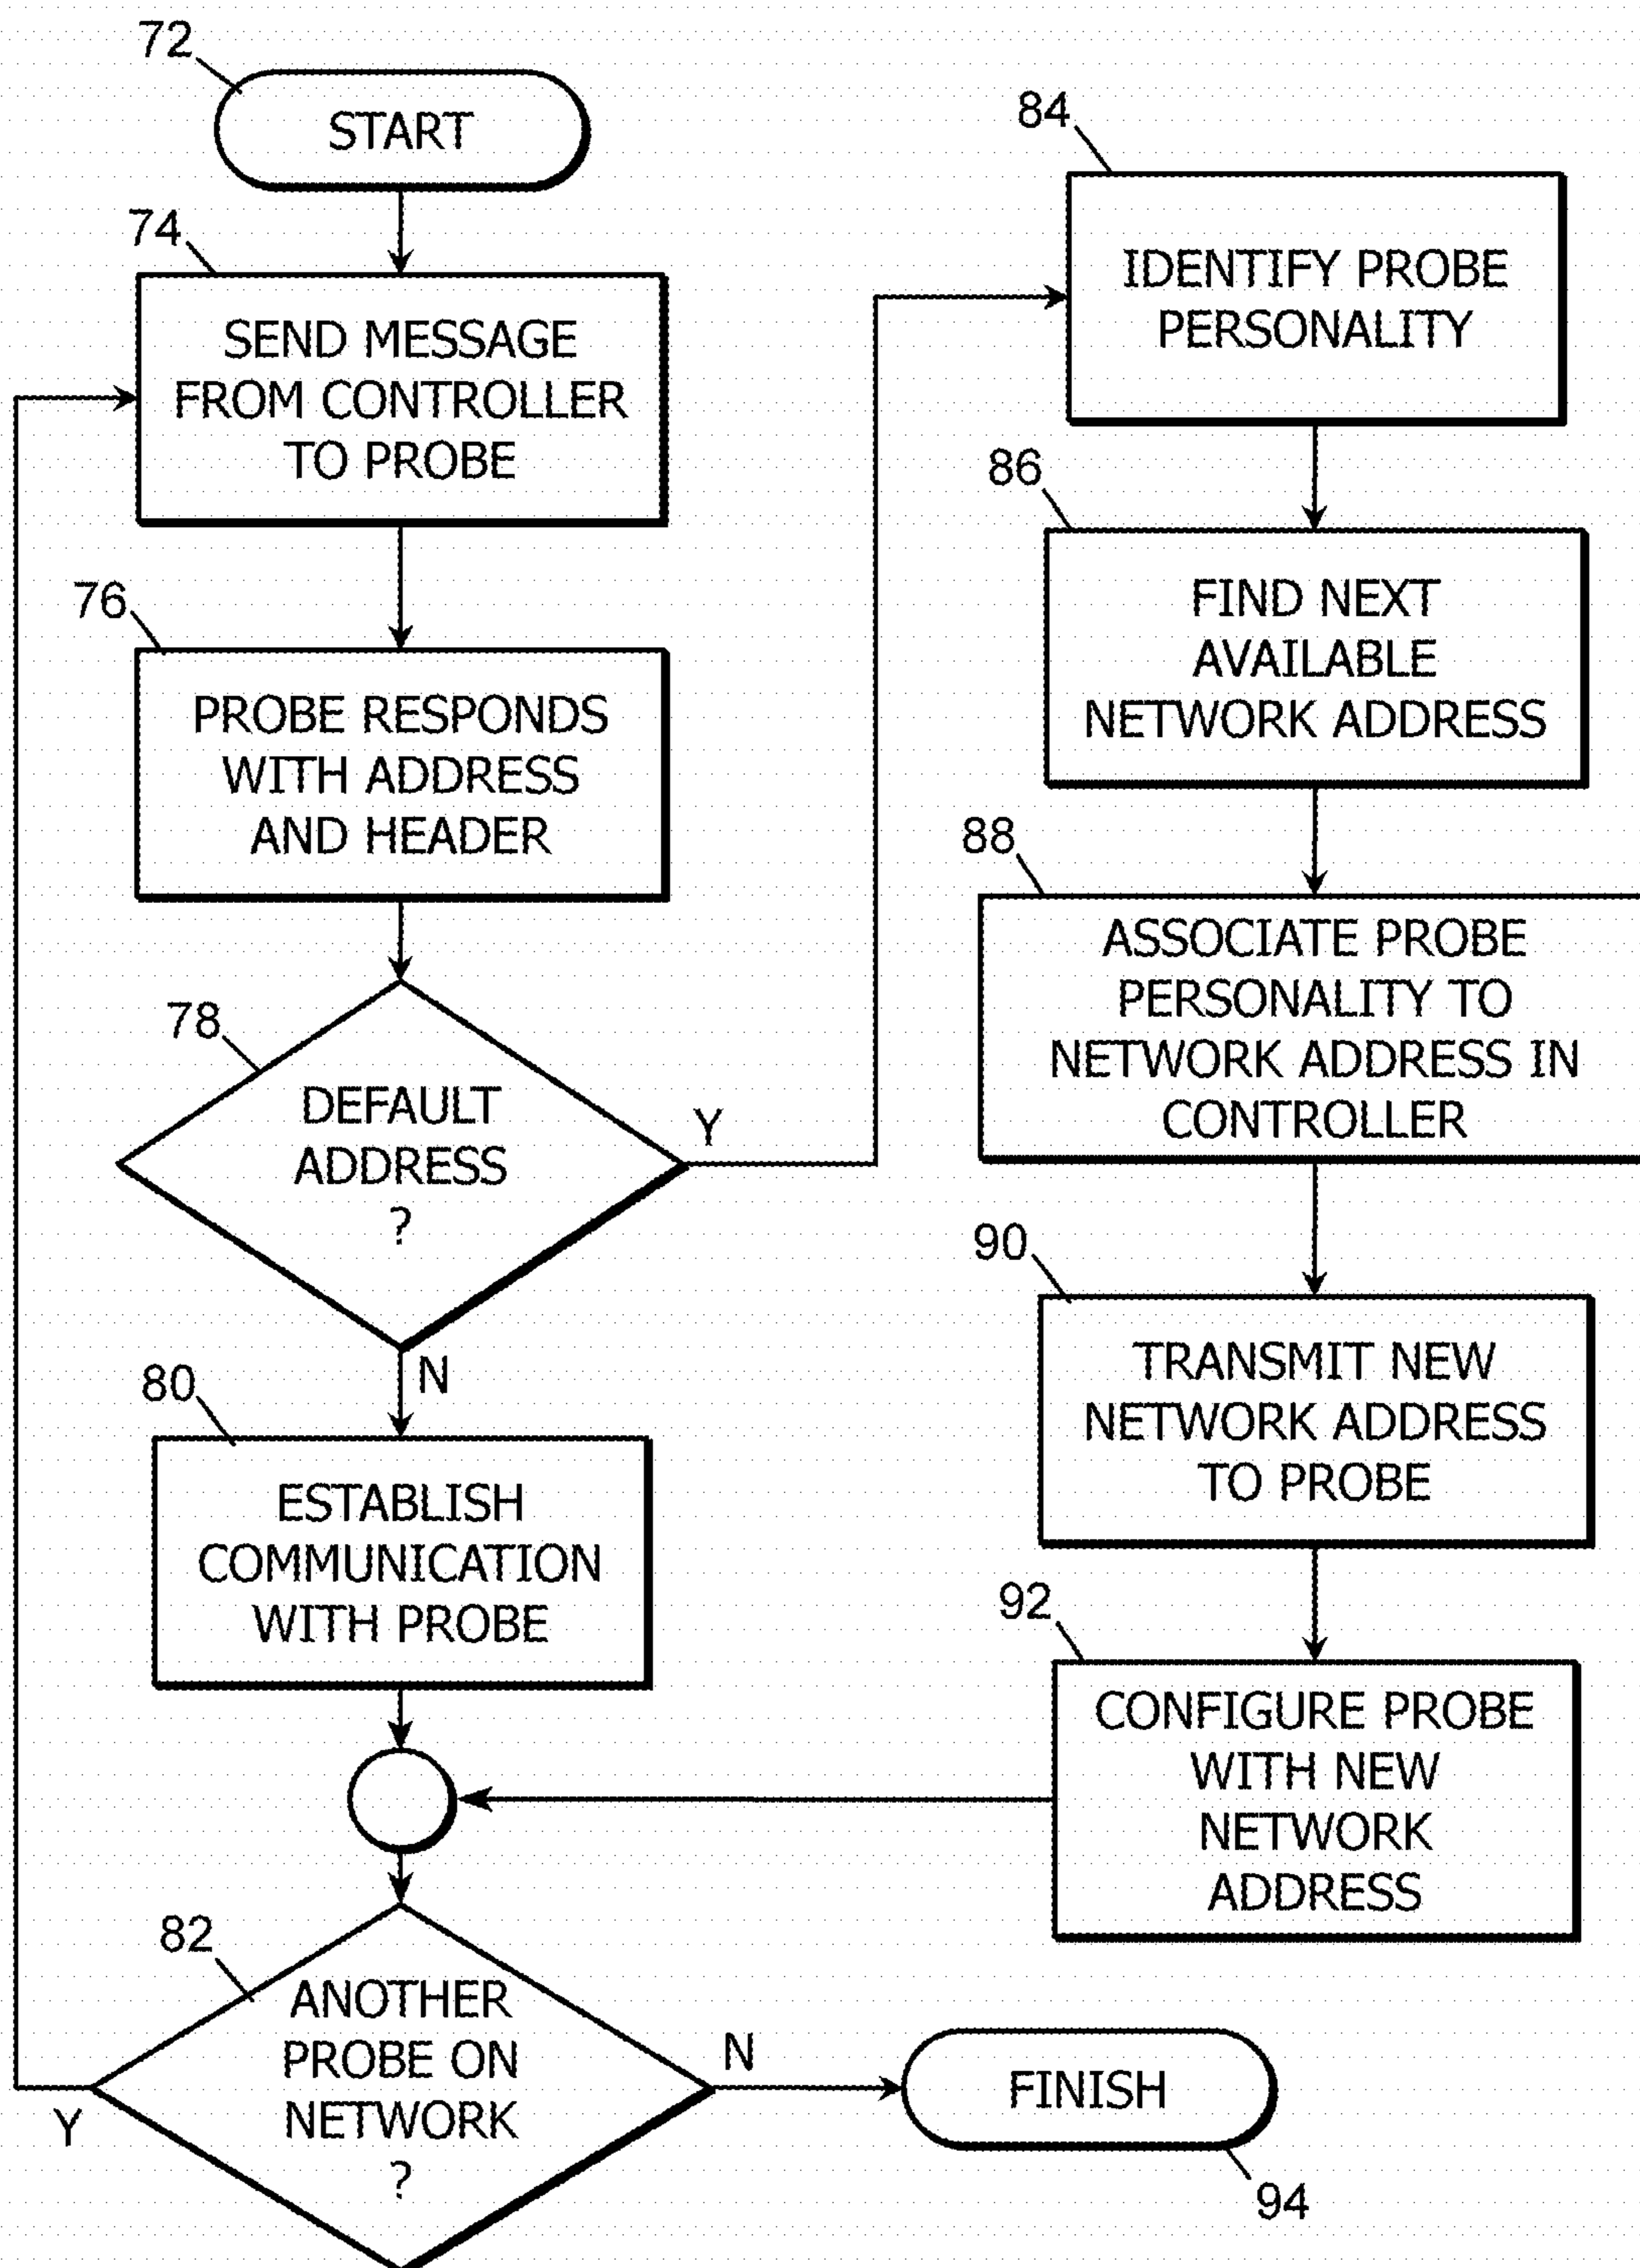 72
START
74
SEND MESSAGE
FROM CONTROLLER
TO PROBE
76
PROBE RESPONDS
WITH ADDRESS
AND HEADER
78
DEFAULT
ADDRESS
?
Y
N
80
ESTABLISH
COMMUNICATION
WITH PROBE
82
ANOTHER
PROBE ON
NETWORK
?
Y
N
84
IDENTIFY PROBE
PERSONALITY
86
FIND NEXT
AVAILABLE
NETWORK ADDRESS
88
ASSOCIATE PROBE
PERSONALITY TO
NETWORK ADDRESS IN
CONTROLLER
90
TRANSMIT NEW
NETWORK ADDRESS
TO PROBE
92
CONFIGURE PROBE
WITH NEW
NETWORK
ADDRESS
FINISH
94